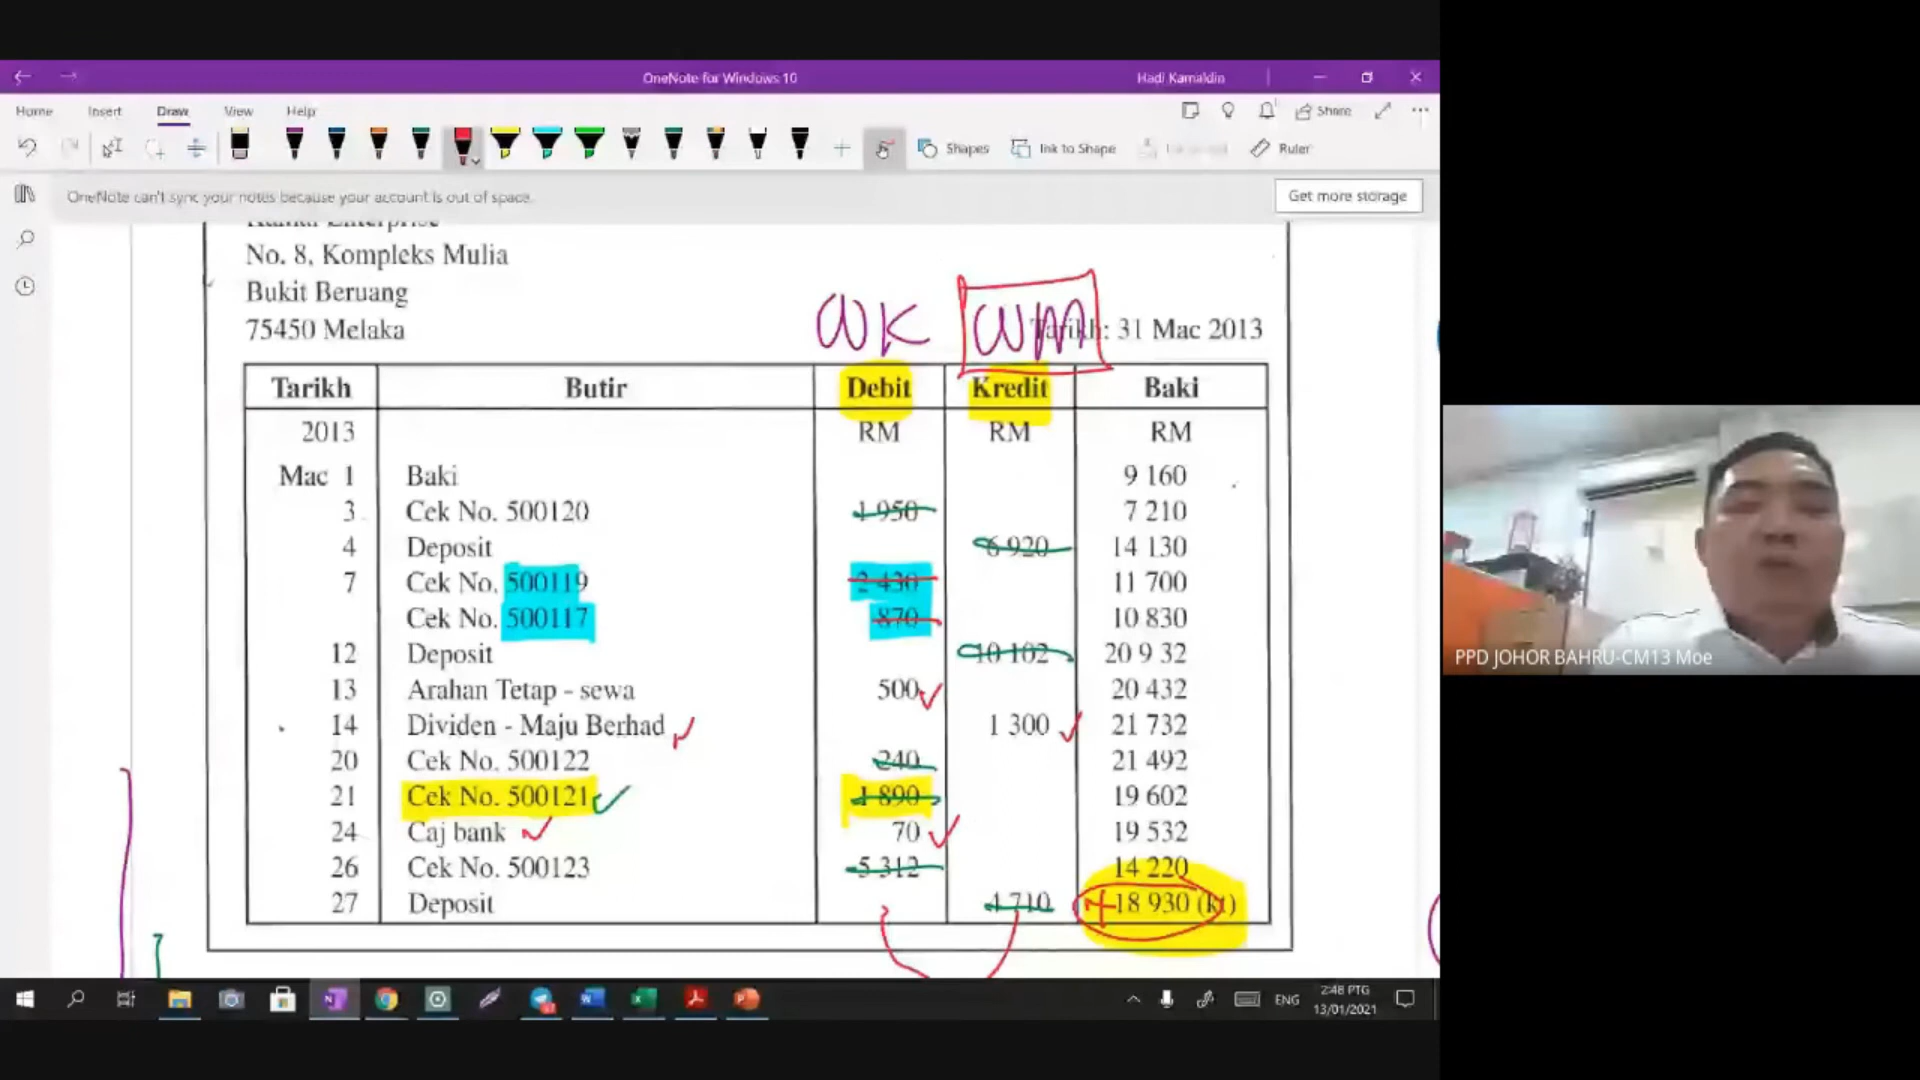 OneNote for Windows 10
Hadi Kamaldin
Home Insert Draw View Help
Share
Shapes
Ink to Shape
Ruler
OneNote can't sync your notes because your account is out of space.
Get more storage
Enterprise
No. 8, Kompleks Mulia
Bukit Beruang
75450 Melaka
WK WM
Tarikh: 31 Mac 2013
Tarikh Butir Debit Kredit Baki
2013 RM RM RM
Mac 1 Baki 9 160
3 Cek No. 500120 1 950 7 210
4 Deposit 6 920 14 130
7 Cek No. 500119 2 430 11 700
Cek No. 500117 870 10 830
12 Deposit 10 102 20 9 32
13 Arahan Tetap - sewa 500 20 432
14 Dividen - Maju Berhad 1 300 21 732
20 Cek No. 500122 240 21 492
21 Cek No. 500121 1 890 19 602
24 Caj bank 70 19 532
26 Cek No. 500123 5 312 14 220
27 Deposit 4 710 + 18 930 (kt)
PPD JOHOR BAHRU-CM13 Moe
ENG
2:48 PTG
13/01/2021